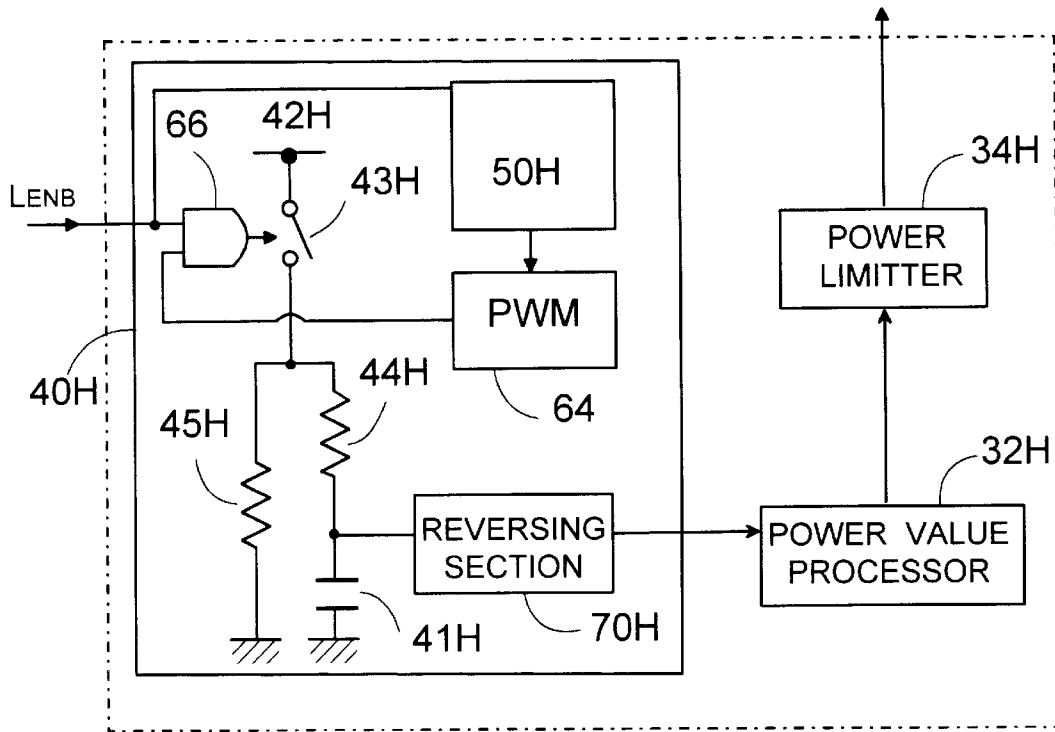 66
42H
43H
50H
34H
LENB
POWER
LIMITTER
PWM
40H
45H
44H
64
32H
REVERSING
SECTION
POWER VALUE
PROCESSOR
41H
70H